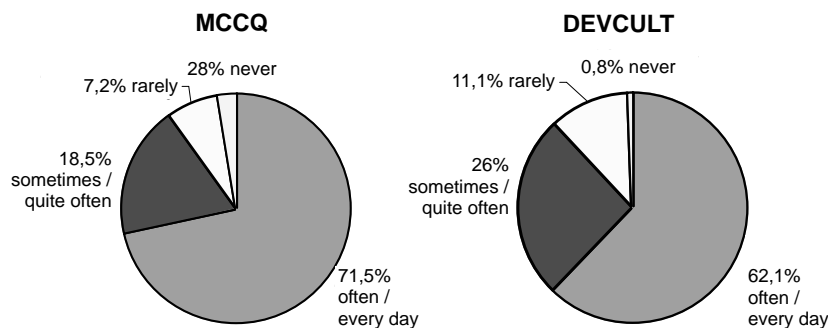 MCCQ
28% never
7,2% rarely
18,5%
sometimes /
quite often
71,5%
often /
every day
DEVCULT
0,8% never
11,1% rarely
26%
sometimes /
quite often
62,1%
often /
every day